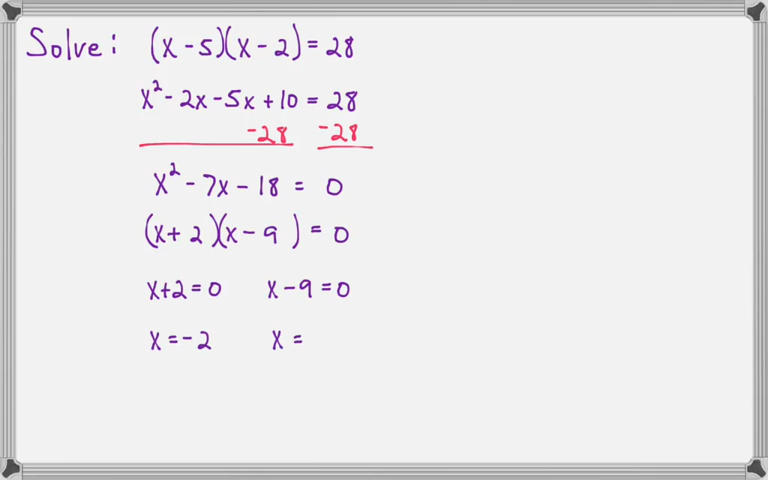 Solve: (x - 5)(x - 2) = 28
x² - 2x - 5x + 10 = 28
-28 -28
x² - 7x - 18 = 0
(x + 2)(x - 9) = 0
x + 2 = 0 x - 9 = 0
x = -2 x =